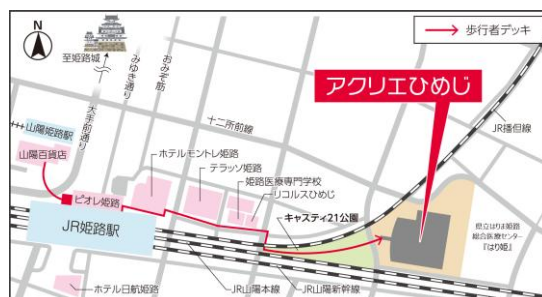 歩行者デッキ
N
至姫路城
みゆき通り
おみぞ筋
大手前通り
十二所前線
アクリエひめじ
JR播但線
山陽姫路駅
山陽百貨店
ホテルモントレ姫路
テラッソ姫路
姫路医療専門学校
リコルスひめじ
ピオレ姫路
キャスティ21公園
JR姫路駅
県立はりま姫路
総合医療センター
『はり姫』
ホテル日航姫路
JR山陽本線
JR山陽新幹線